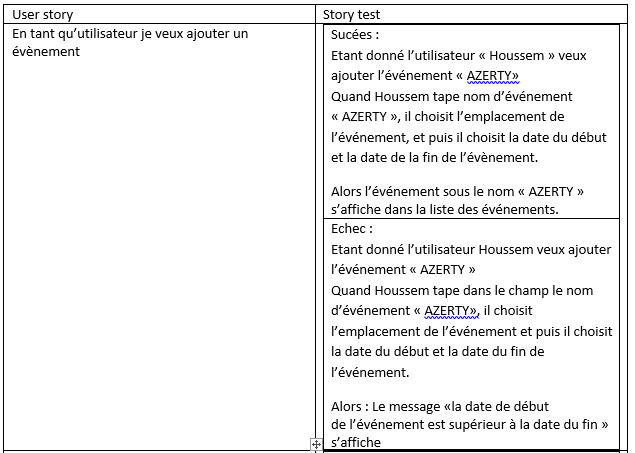 User story
Story test
En tant qu’utilisateur je veux ajouter un
évènement
Sucées :
Etant donné l’utilisateur « Houssem » veux
ajouter l’événement « AZERTY»
Quand Houssem tape nom d’événement
« AZERTY », il choisit l’emplacement de
l’événement, et puis il choisit la date du début
et la date de la fin de l’évènement.
Alors l’événement sous le nom « AZERTY »
s’affiche dans la liste des événements.
Echec :
Etant donné l’utilisateur Houssem veux ajouter
l’événement « AZERTY »
Quand Houssem tape dans le champ le nom
d’événement « AZERTY», il choisit
l’emplacement de l’événement et puis il choisit
la date du début et la date du fin de
l’événement.
Alors : Le message «la date de début
de l’événement est supérieur à la date du fin »
s’affiche